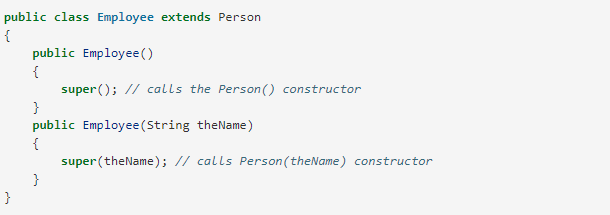 public class Employee extends Person
{
    public Employee()
    {
        super(); // calls the Person() constructor
    }
    public Employee(String theName)
    {
        super(theName); // calls Person(theName) constructor
    }
}